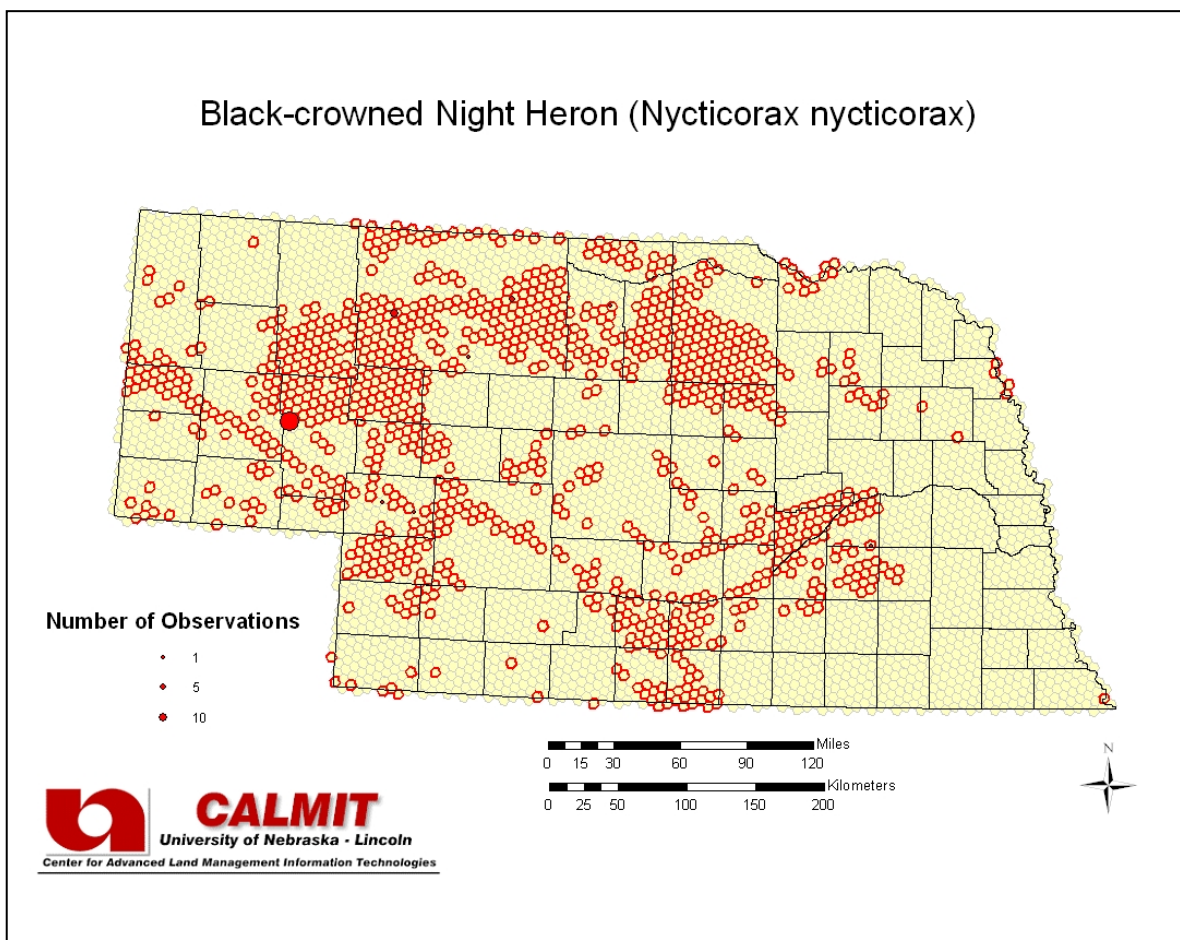 Black-crowned Night Heron (Nycticorax nycticorax)
Number of Observations
1
5
10
Miles
0 15 30 60 90 120
Kilometers
0 25 50 100 150 200
N
CALMIT
University of Nebraska - Lincoln
Center for Advanced Land Management Information Technologies